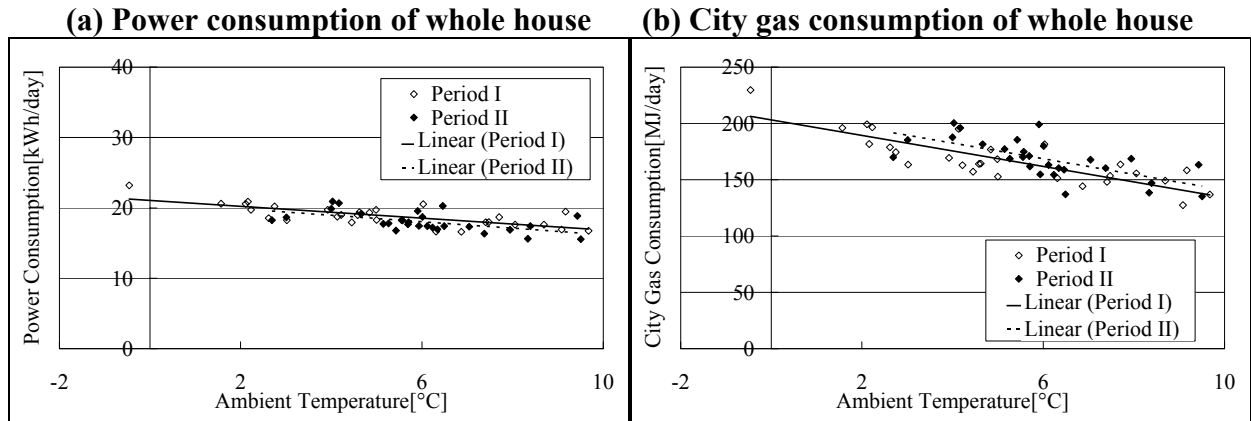 (a) Power consumption of whole house
Power Consumption[kWh/day]
40
30
20
10
0
-2
2
6
10
Ambient Temperature[°C]
Period I
Period II
Linear (Period I)
Linear (Period II)
(b) City gas consumption of whole house
City Gas Consumption[MJ/day]
250
200
150
100
50
0
-2
2
6
10
Ambient Temperature[°C]
Period I
Period II
Linear (Period I)
Linear (Period II)